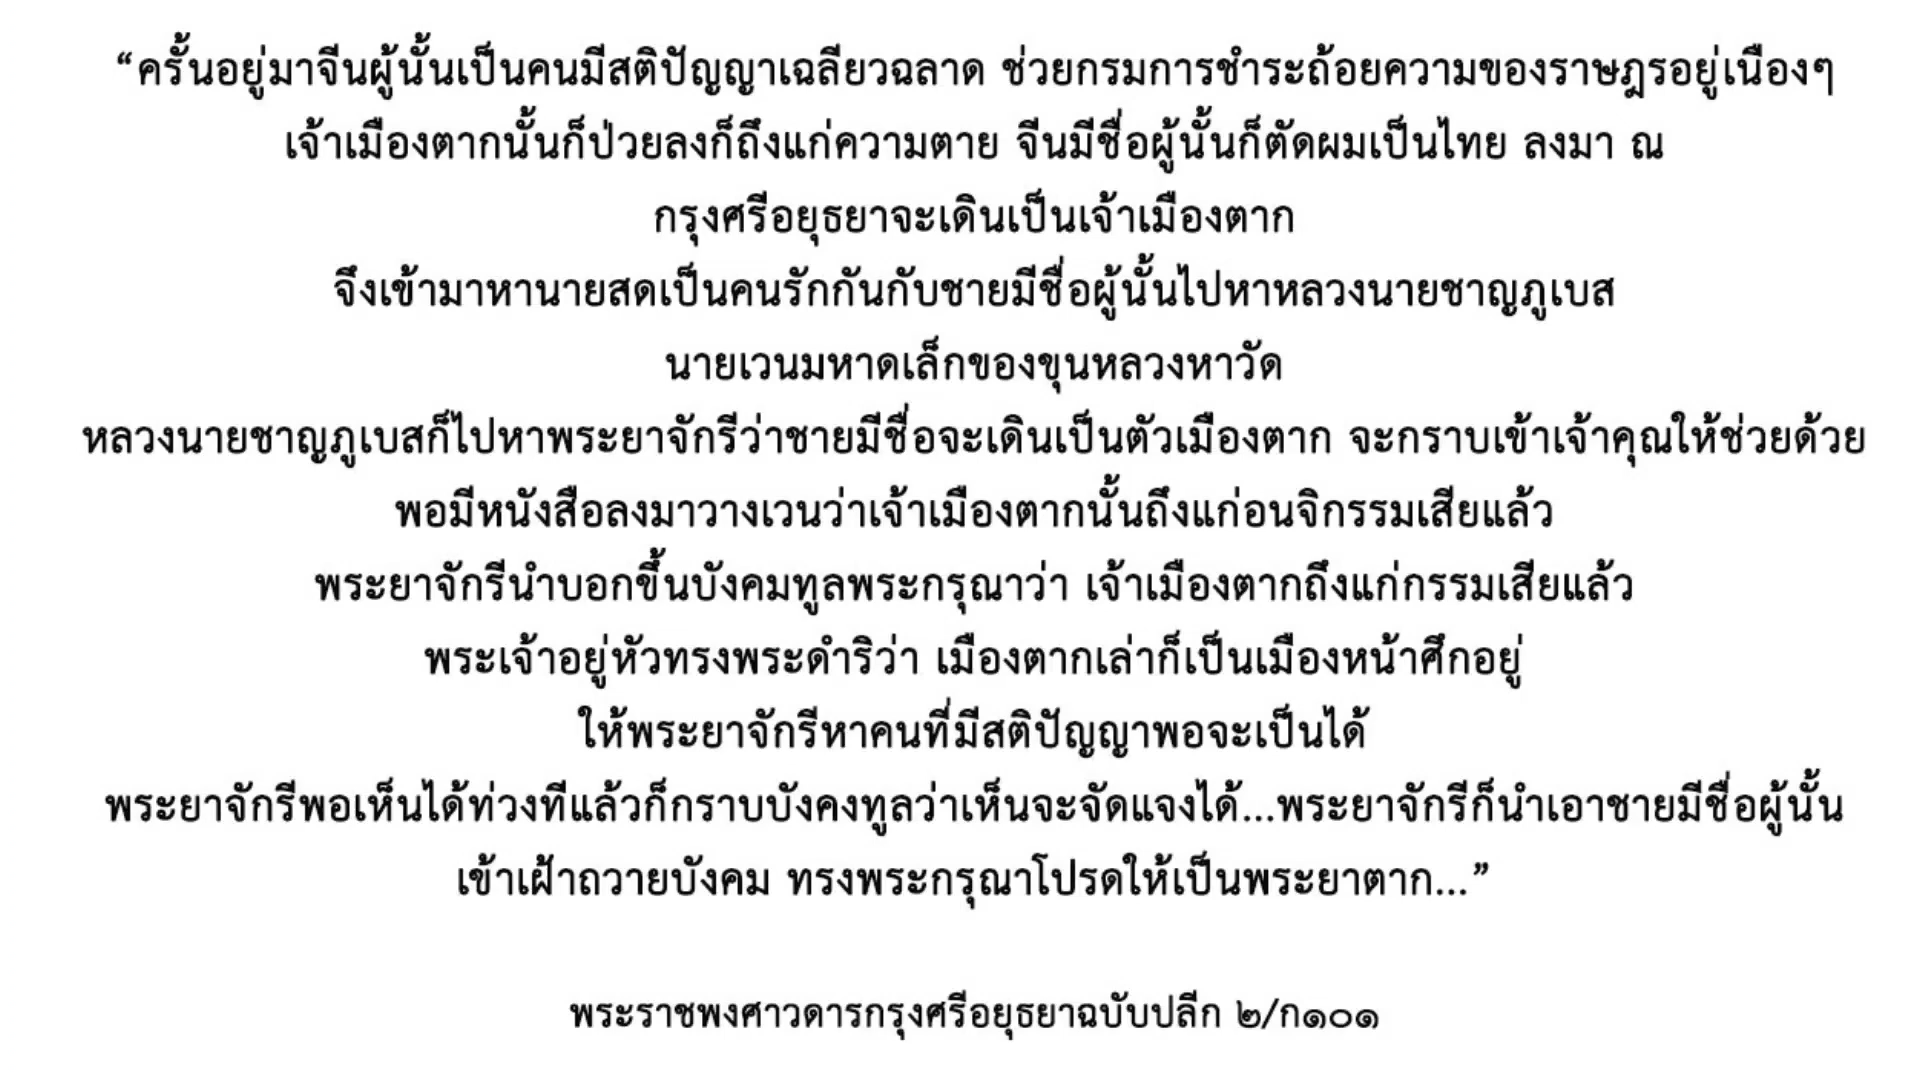 “ครั้นอยู่มาจีนผู้นั้นเป็นคนมีสติปัญญาเฉลียวฉลาด ช่วยกรมการชำระถ้อยความของราษฎรอยู่เนืองๆ
เจ้าเมืองตากนั้นก็ป่วยลงก็ถึงแก่ความตาย จีนมีชื่อผู้นั้นก็ตัดผมเป็นไทย ลงมา ณ
กรุงศรีอยุธยาจะเดินเป็นเจ้าเมืองตาก
จึงเข้ามาหานายสดเป็นคนรักกันกับชายมีชื่อผู้นั้นไปหาหลวงนายชาญภูเบส
นายเวนมหาดเล็กของขุนหลวงหาวัด
หลวงนายชาญภูเบสก็ไปหาพระยาจักรีว่าชายมีชื่อจะเดินเป็นตัวเมืองตาก จะกราบเข้าเจ้าคุณให้ช่วยด้วย
พอมีหนังสือลงมาวางเวนว่าเจ้าเมืองตากนั้นถึงแก่อนจิกรรมเสียแล้ว
พระยาจักรีนำบอกขึ้นบังคมทูลพระกรุณาว่า เจ้าเมืองตากถึงแก่กรรมเสียแล้ว
พระเจ้าอยู่หัวทรงพระดำริว่า เมืองตากเล่าก็เป็นเมืองหน้าศึกอยู่
ให้พระยาจักรีหาคนที่มีสติปัญญาพอจะเป็นได้
พระยาจักรีพอเห็นได้ท่วงทีแล้วก็กราบบังคงทูลว่าเห็นจะจัดแจงได้...พระยาจักรีก็นำเอาชายมีชื่อผู้นั้น
เข้าเฝ้าถวายบังคม ทรงพระกรุณาโปรดให้เป็นพระยาตาก...”
พระราชพงศาวดารกรุงศรีอยุธยาฉบับปลีก ๒/ก๑๐๑